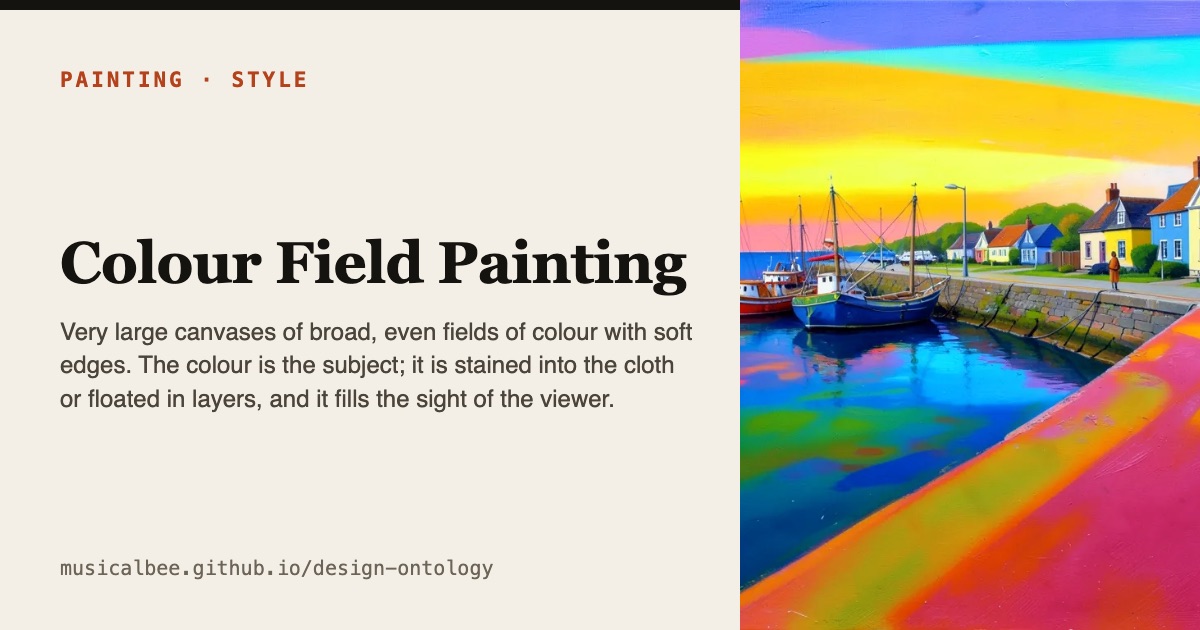 PAINTING · STYLE
Colour Field Painting
Very large canvases of broad, even fields of colour with soft
edges. The colour is the subject; it is stained into the cloth
or floated in layers, and it fills the sight of the viewer.
musicalbee.github.io/design-ontology